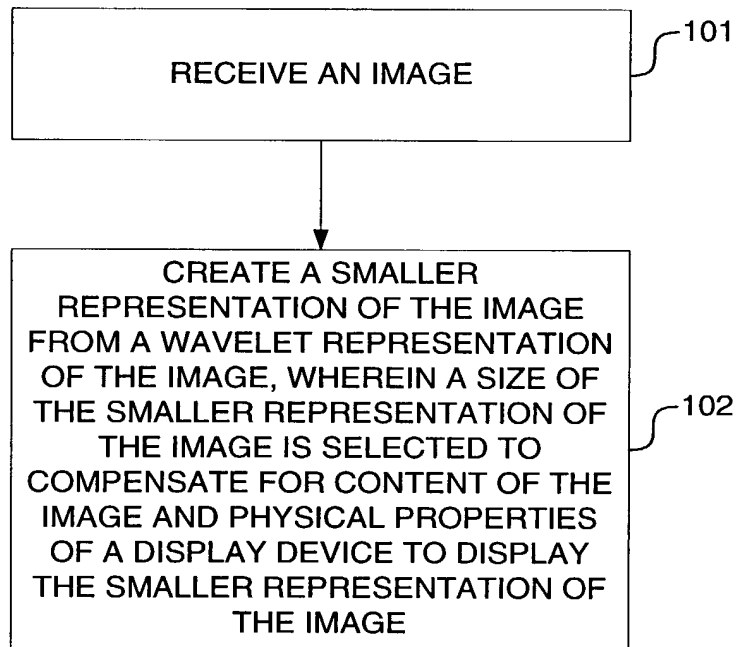 RECEIVE AN IMAGE
101
CREATE A SMALLER
REPRESENTATION OF THE IMAGE
FROM A WAVELET REPRESENTATION
OF THE IMAGE, WHEREIN A SIZE OF
THE SMALLER REPRESENTATION OF
THE IMAGE IS SELECTED TO
COMPENSATE FOR CONTENT OF THE
IMAGE AND PHYSICAL PROPERTIES
OF A DISPLAY DEVICE TO DISPLAY
THE SMALLER REPRESENTATION OF
THE IMAGE
102